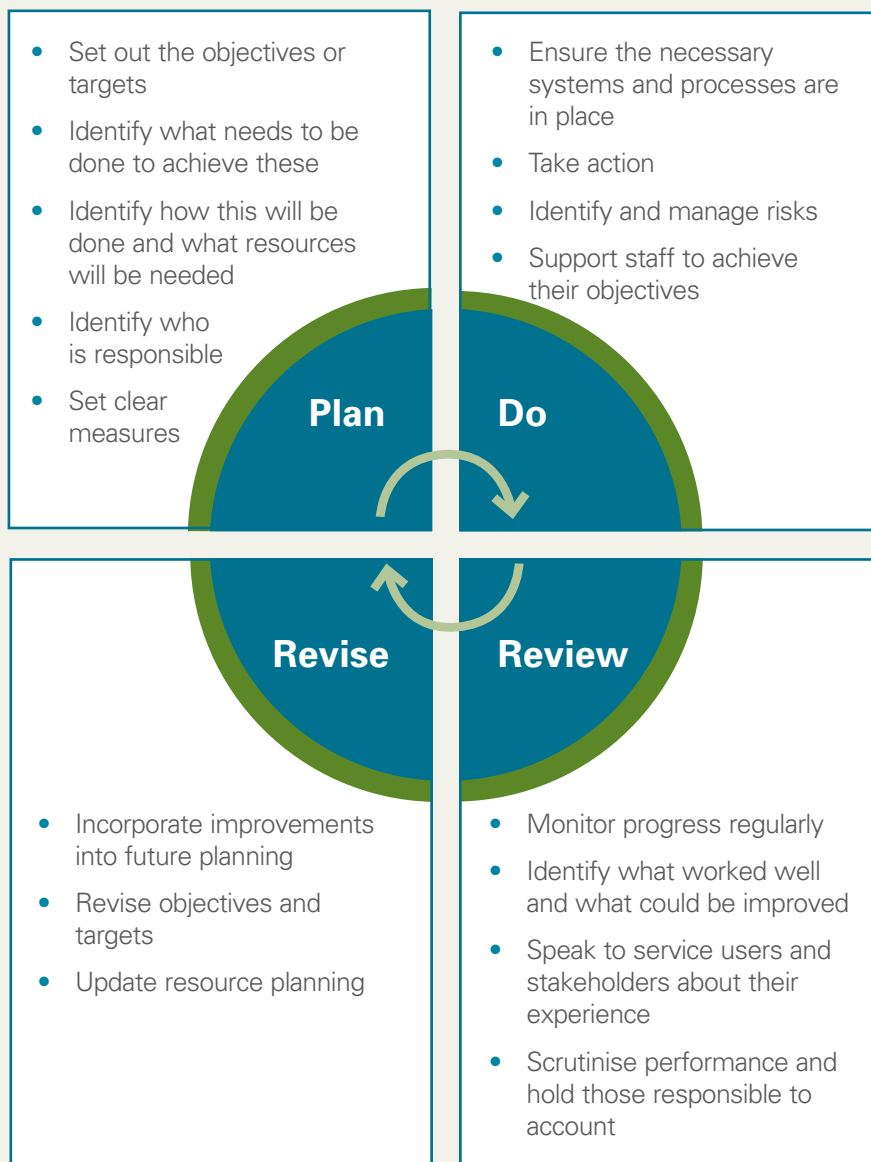 • Set out the objectives or
targets
• Identify what needs to be
done to achieve these
• Identify how this will be
done and what resources
will be needed
• Identify who
is responsible
• Set clear
measures
• Ensure the necessary
systems and processes are
in place
• Take action
• Identify and manage risks
• Support staff to achieve
their objectives
Plan
Do
Revise
Review
• Incorporate improvements
into future planning
• Revise objectives and
targets
• Update resource planning
• Monitor progress regularly
• Identify what worked well
and what could be improved
• Speak to service users and
stakeholders about their
experience
• Scrutinise performance and
hold those responsible to
account